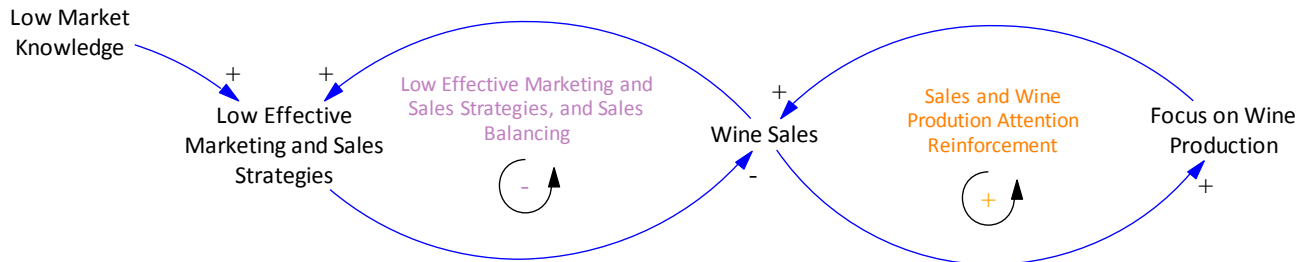 Low Market
Knowledge
+
+
Low Effective
Marketing and Sales
Strategies
Low Effective Marketing and
Sales Strategies, and Sales
Balancing
-
+
Wine Sales
-
Sales and Wine
Prodution Attention
Reinforcement
+
Focus on Wine
Production
+